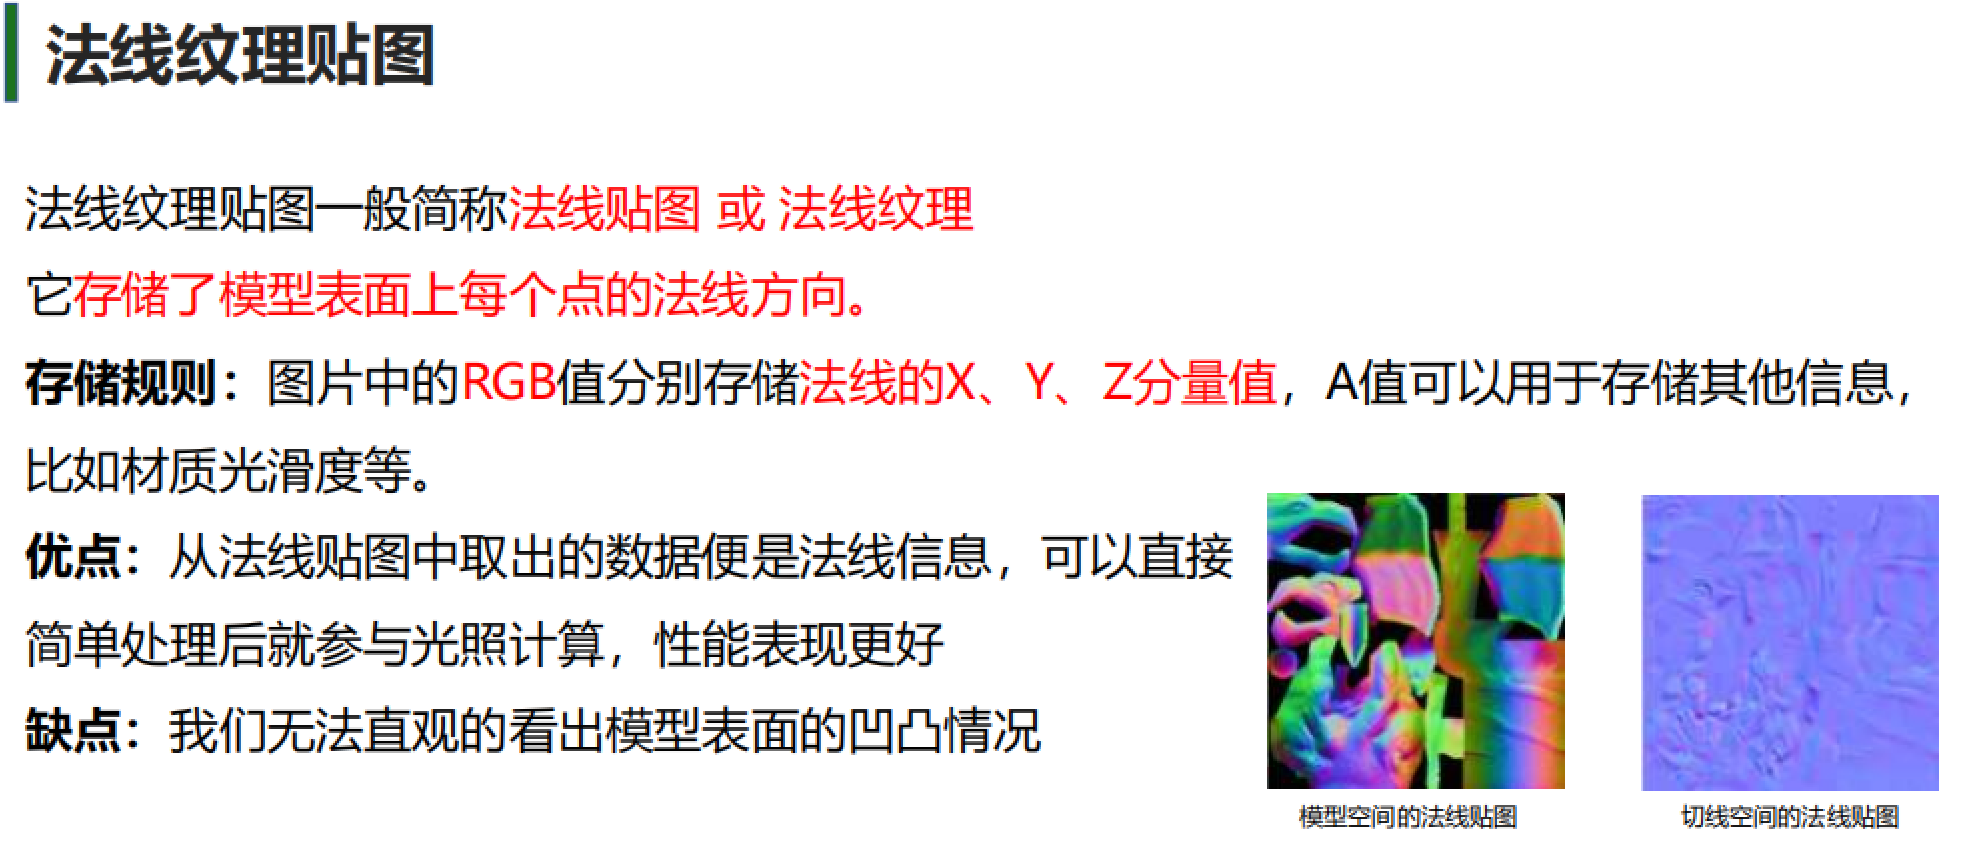 法线纹理贴图
法线纹理贴图一般简称法线贴图 或 法线纹理
它存储了模型表面上每个点的法线方向。
存储规则：图片中的RGB值分别存储法线的X、Y、Z分量值，A值可以用于存储其他信息，
比如材质光滑度等。
优点：从法线贴图中取出的数据便是法线信息，可以直接
简单处理后就参与光照计算，性能表现更好
缺点：我们无法直观的看出模型表面的凹凸情况
模型空间的法线贴图
切线空间的法线贴图